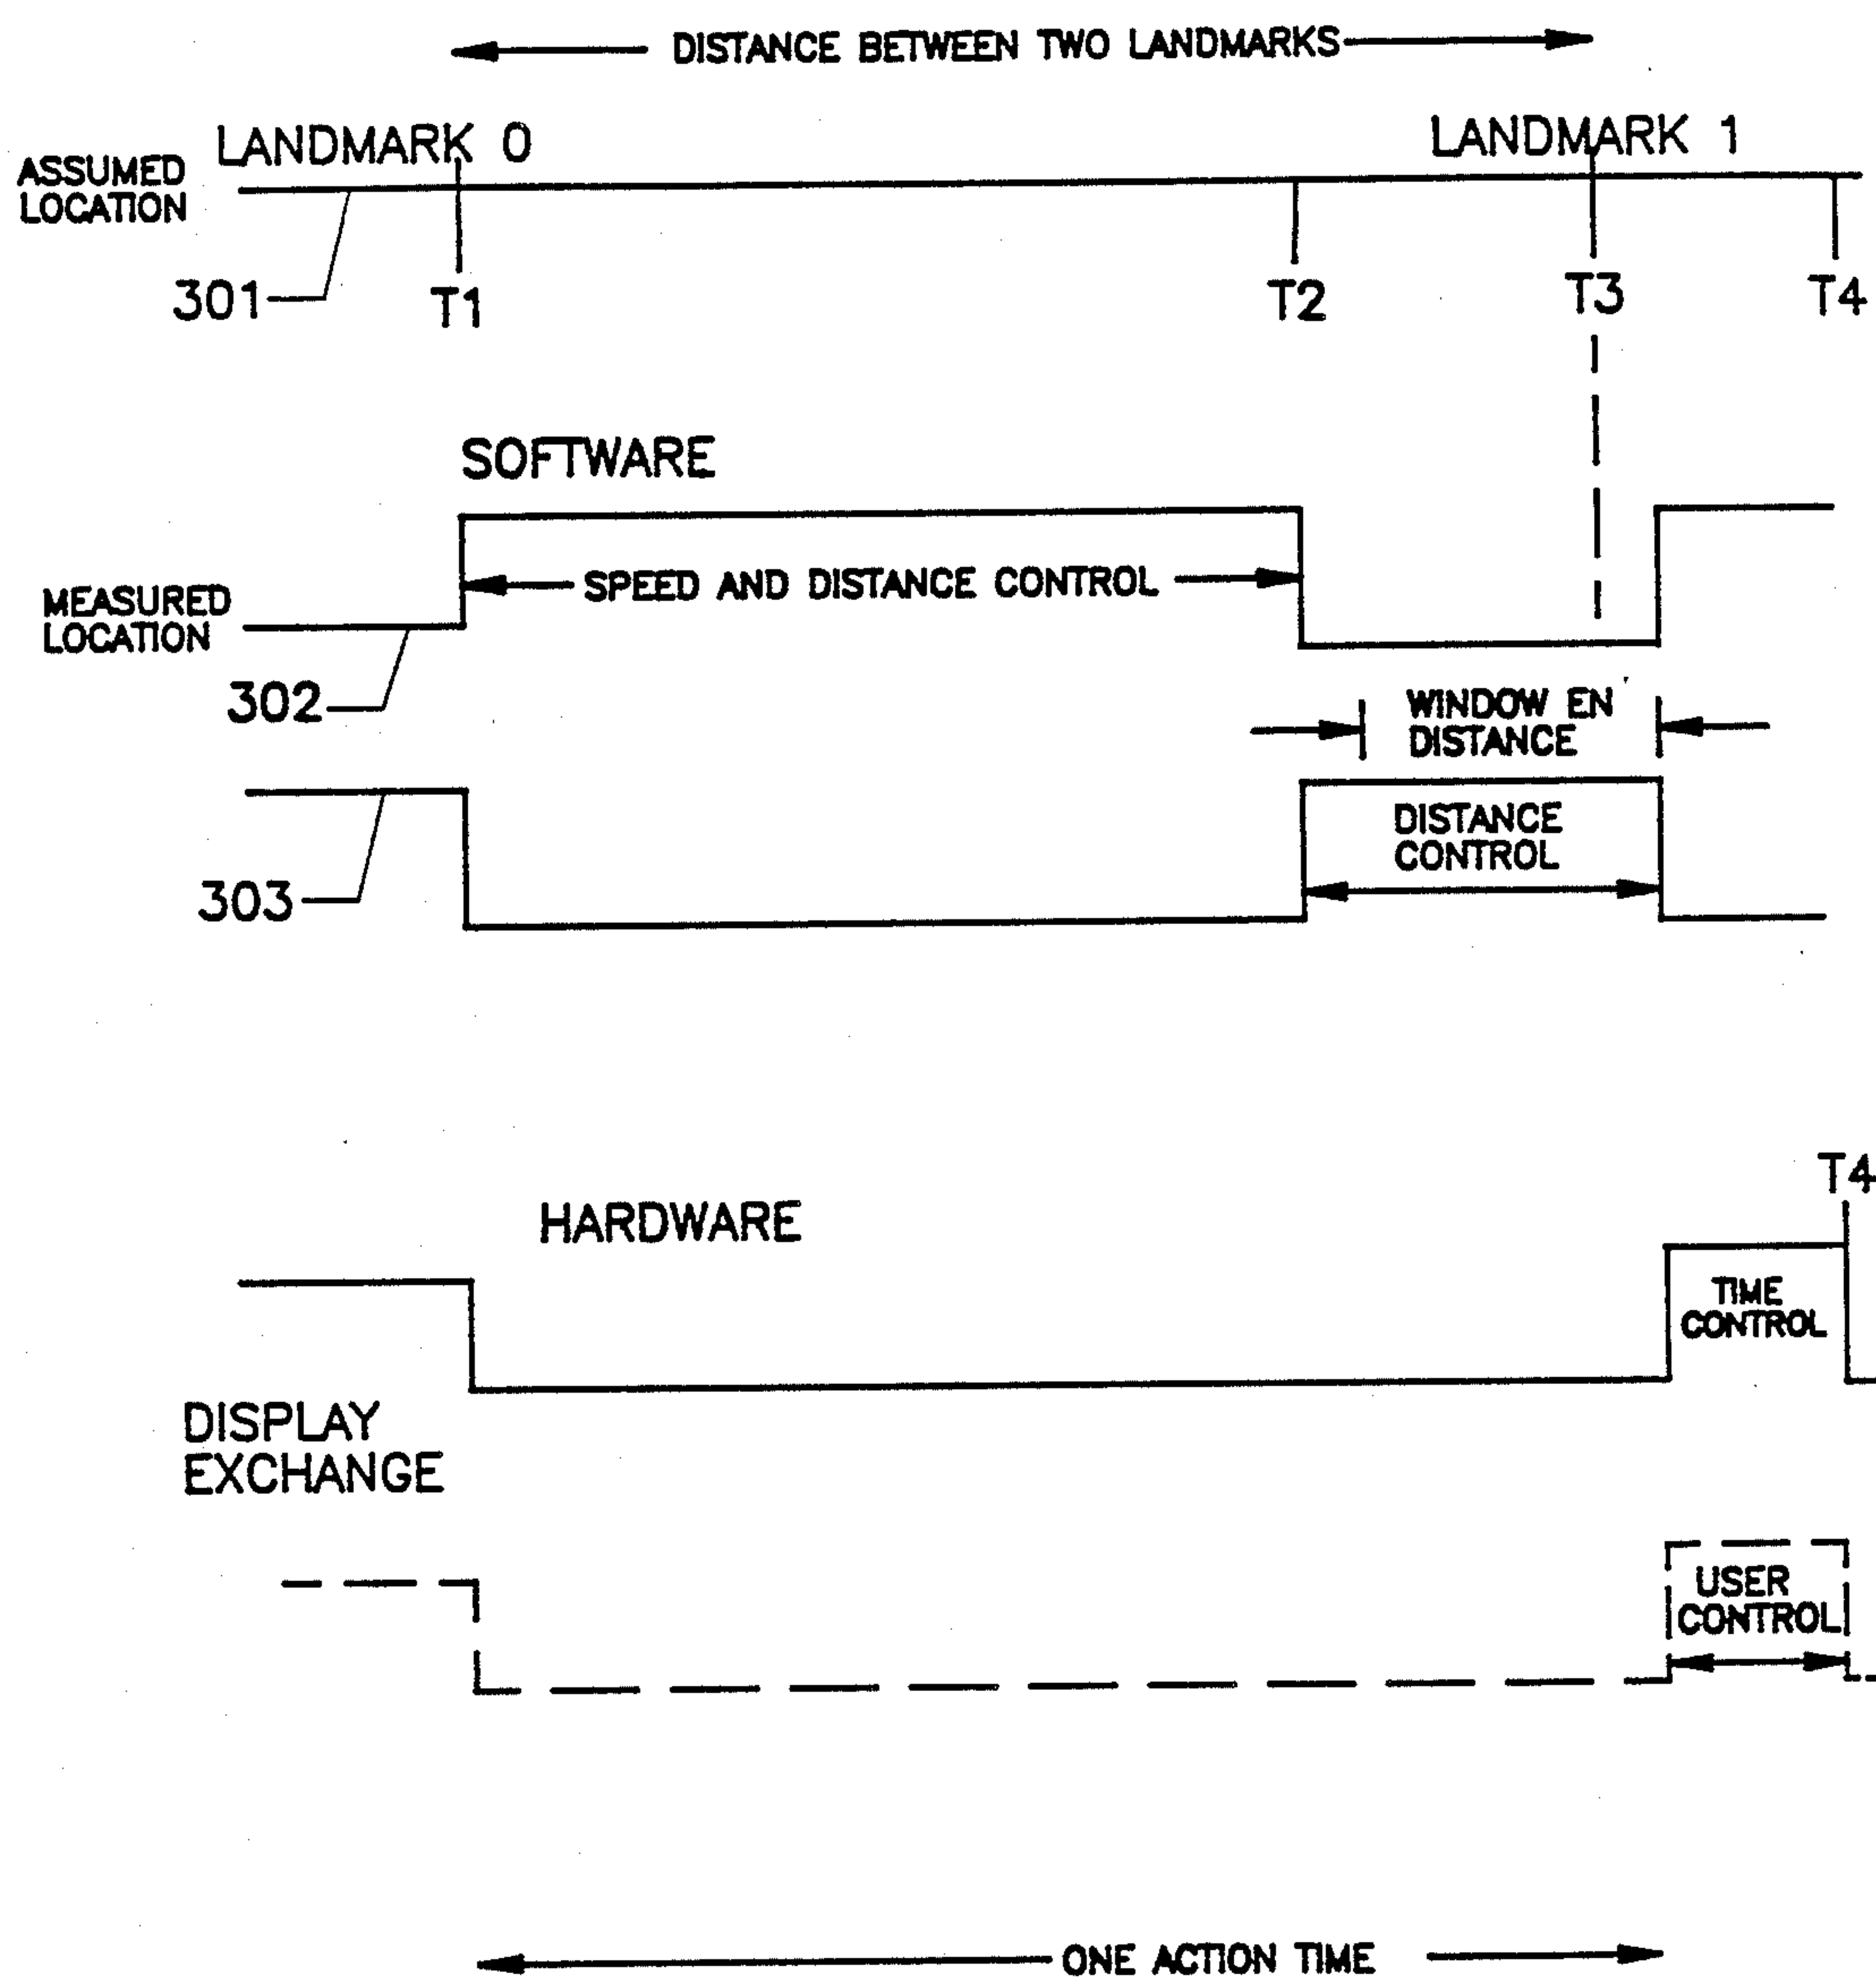 DISTANCE BETWEEN TWO LANDMARKS
LANDMARK 0
LANDMARK 1
ASSUMED
LOCATION
301
T1
T2
T3
T4
SOFTWARE
SPEED AND DISTANCE CONTROL
MEASURED
LOCATION
302
WINDOW EN
DISTANCE
DISTANCE
CONTROL
303
T4
HARDWARE
TIME
CONTROL
DISPLAY
EXCHANGE
USER
CONTROL
ONE ACTION TIME